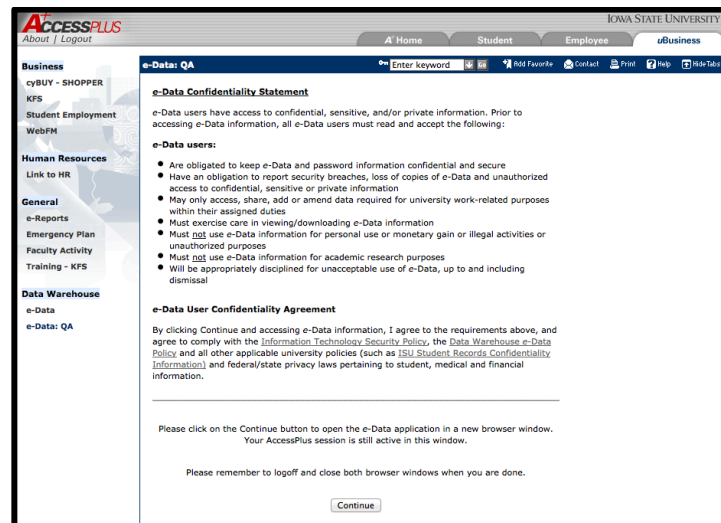 IOWA STATE UNIVERSITY
ACCESSPLUS
About | Logout
A+ Home
Student
Employee
uBusiness
Business
cyBUY - SHOPPER
KFS
Student Employment
WebFM
Human Resources
Link to HR
General
e-Reports
Emergency Plan
Faculty Activity
Training - KFS
Data Warehouse
e-Data
e-Data: QA
e-Data: QA
Enter keyword
Go
Add Favorite
Contact
Print
Help
HideTabs
e-Data Confidentiality Statement
e-Data users have access to confidential, sensitive, and/or private information. Prior to
accessing e-Data information, all e-Data users must read and accept the following:
e-Data users:
● Are obligated to keep e-Data and password information confidential and secure
● Have an obligation to report security breaches, loss of copies of e-Data and unauthorized
access to confidential, sensitive or private information
● May only access, share, add or amend data required for university work-related purposes
within their assigned duties
● Must exercise care in viewing/downloading e-Data information
● Must not use e-Data information for personal use or monetary gain or illegal activities or
unauthorized purposes
● Must not use e-Data information for academic research purposes
● Will be appropriately disciplined for unacceptable use of e-Data, up to and including
dismissal
e-Data User Confidentiality Agreement
By clicking Continue and accessing e-Data information, I agree to the requirements above, and
agree to comply with the Information Technology Security Policy, the Data Warehouse e-Data
Policy and all other applicable university policies (such as ISU Student Records Confidentiality
Information) and federal/state privacy laws pertaining to student, medical and financial
information.
Please click on the Continue button to open the e-Data application in a new browser window.
Your AccessPlus session is still active in this window.
Please remember to logoff and close both browser windows when you are done.
Continue